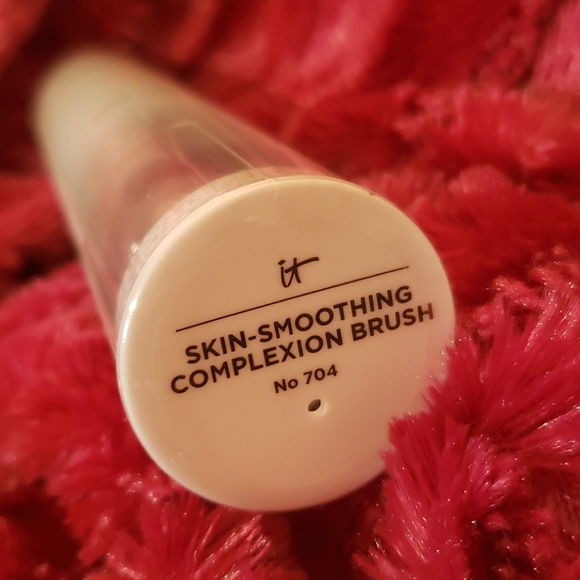 it
SKIN-SMOOTHING
COMPLEXION BRUSH
No 704